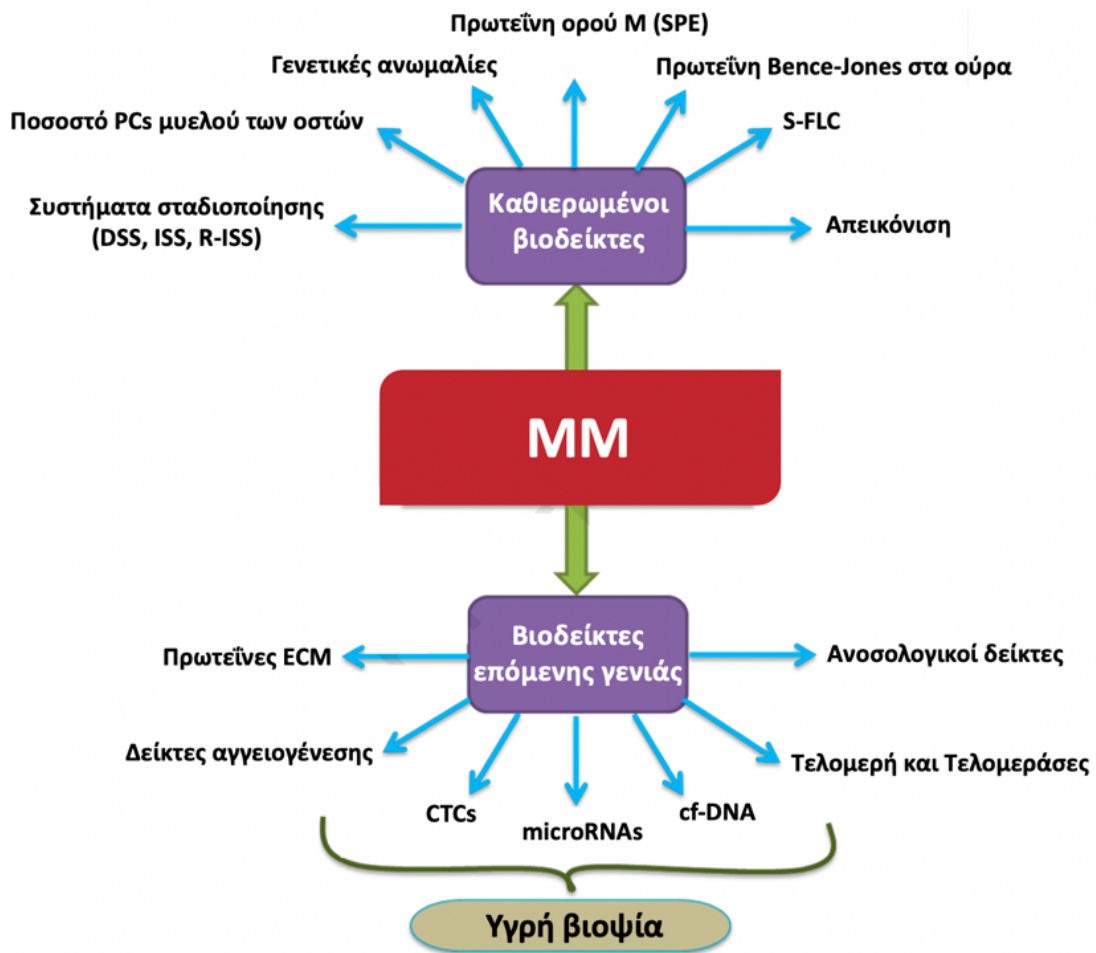 Πρωτεΐνη ορού Μ (SPE)
Γενετικές ανωμαλίες
Πρωτεΐνη Bence-Jones στα ούρα
Ποσοστό PCs μυελού των οστών
S-FLC
Συστήματα σταδιοποίησης
(DSS, ISS, R-ISS)
Καθιερωμένοι
βιοδείκτες
Απεικόνιση
MM
Βιοδείκτες
επόμενης γενιάς
Πρωτεΐνες ECM
Ανοσολογικοί δείκτες
Δείκτες αγγειογένεσης
Τελομερή και Τελομεράσες
CTCs
microRNAs
cf-DNA
Υγρή βιοψία